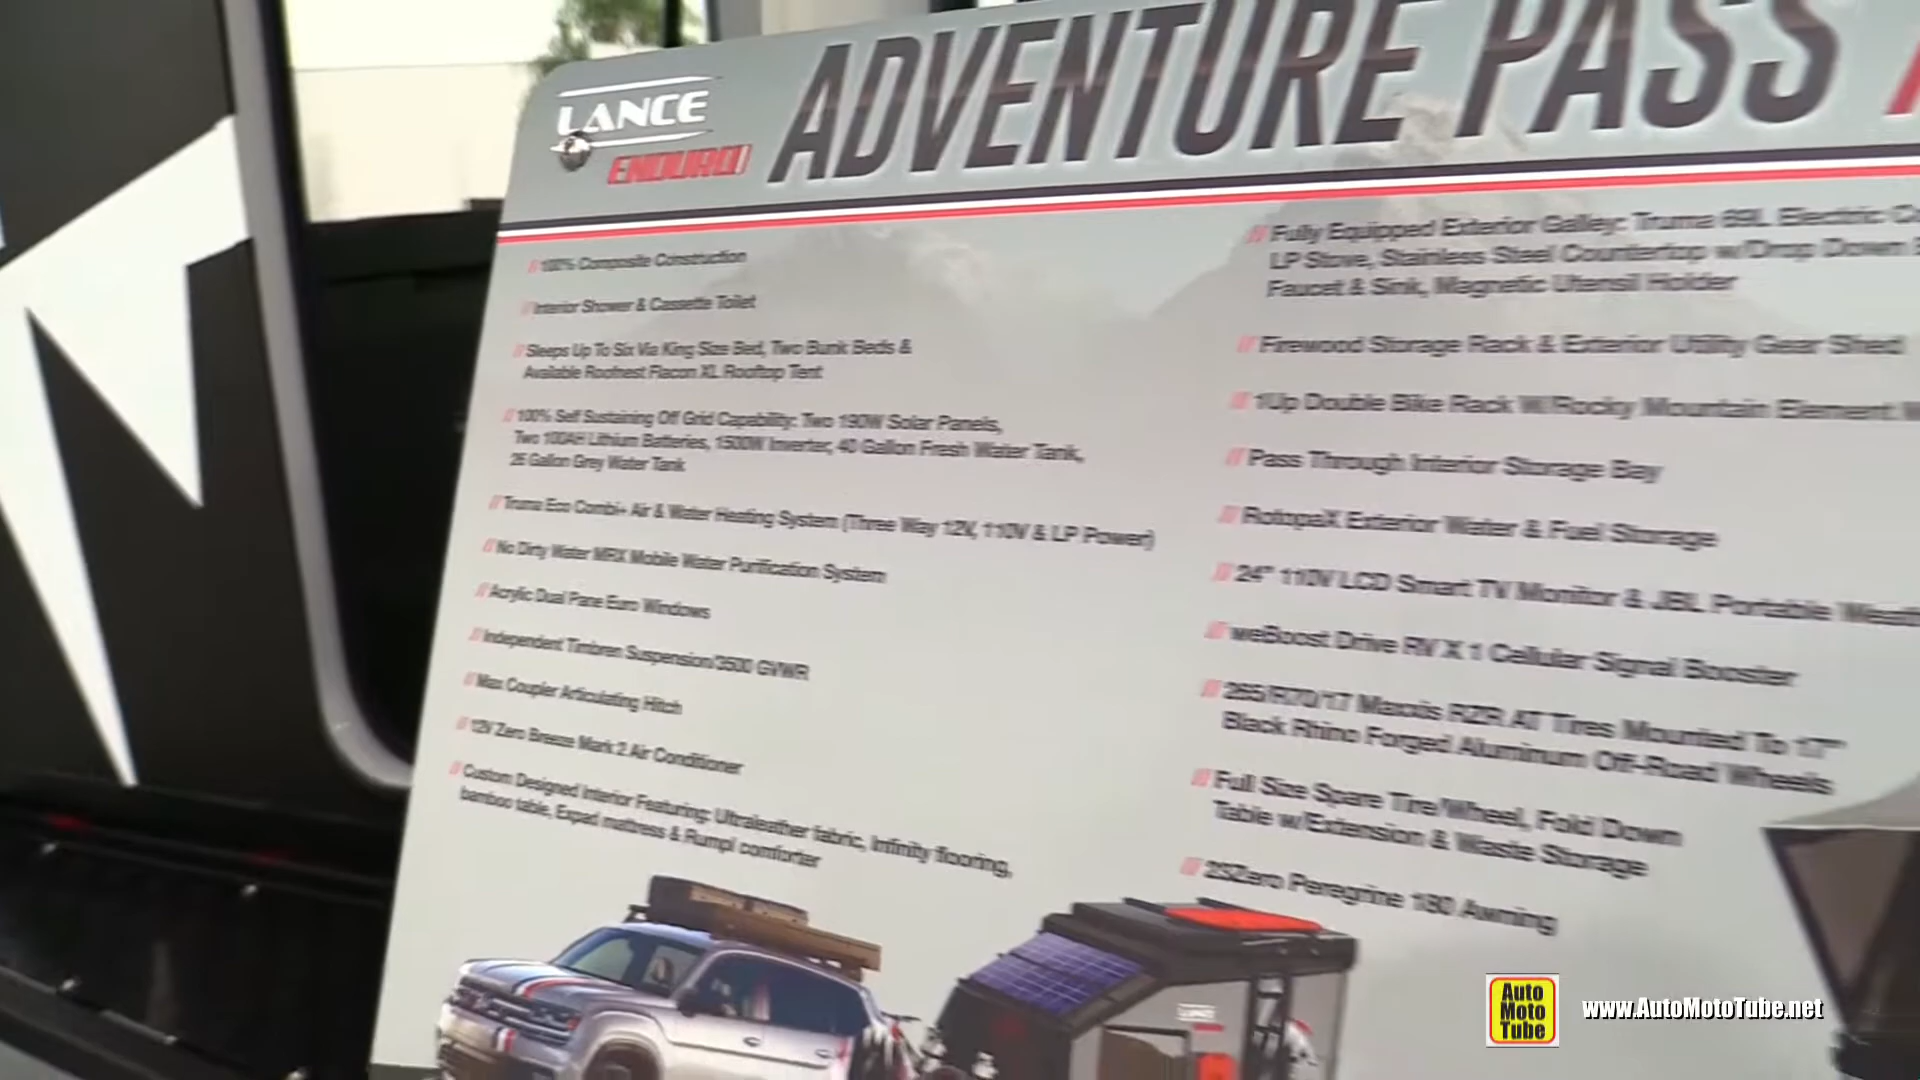 LANCE
ENDURO
ADVENTURE PASS
// 100% Composite Construction
// Interior Shower & Cassette Toilet
// Sleeps Up To Six Via King Size Bed, Two Bunk Beds &
Available Roofnest Flacon XL Rooftop Tent
// 100% Self Sustaining Off Grid Capability: Two 190W Solar Panels,
Two 100AH Lithium Batteries, 1500W Inverter, 40 Gallon Fresh Water Tank,
26 Gallon Grey Water Tank
// Truma Eco Combi+ Air & Water Heating System (Three Way 12V, 110V & LP Power)
// No Dirty Water MRX Mobile Water Purification System
// Acrylic Dual Pane Euro Windows
// Independent Timbren Suspension/3500 GVWR
// Max Coupler Articulating Hitch
// 12V Zero Breeze Mark 2 Air Conditioner
// Custom Designed Interior Featuring: Ultraleather fabric, Infinity flooring,
bamboo table, Exped mattress & Rumpl comforter
// Fully Equipped Exterior Galley: Truma 69L Electric
LP Stove, Stainless Steel Countertop w/Drop Down
Faucet & Sink, Magnetic Utensil Holder
// Firewood Storage Rack & Exterior Utility Gear Shed
// 1Up Double Bike Rack W/Rocky Mountain Element
// Pass Through Interior Storage Bay
// RotopaX Exterior Water & Fuel Storage
// 24" 110V LCD Smart TV Monitor & JBL Portable
// weBoost Drive RV X 1 Cellular Signal Booster
// 265/R70/17 Maxxis RZR AT Tires Mounted To 17"
Black Rhino Forged Aluminum Off-Road Wheels
// Full Size Spare Tire/Wheel, Fold Down
Table w/Extension & Waste Storage
// 23Zero Peregrine 180 Awning
Auto
Moto
Tube
www.AutoMotoTube.net